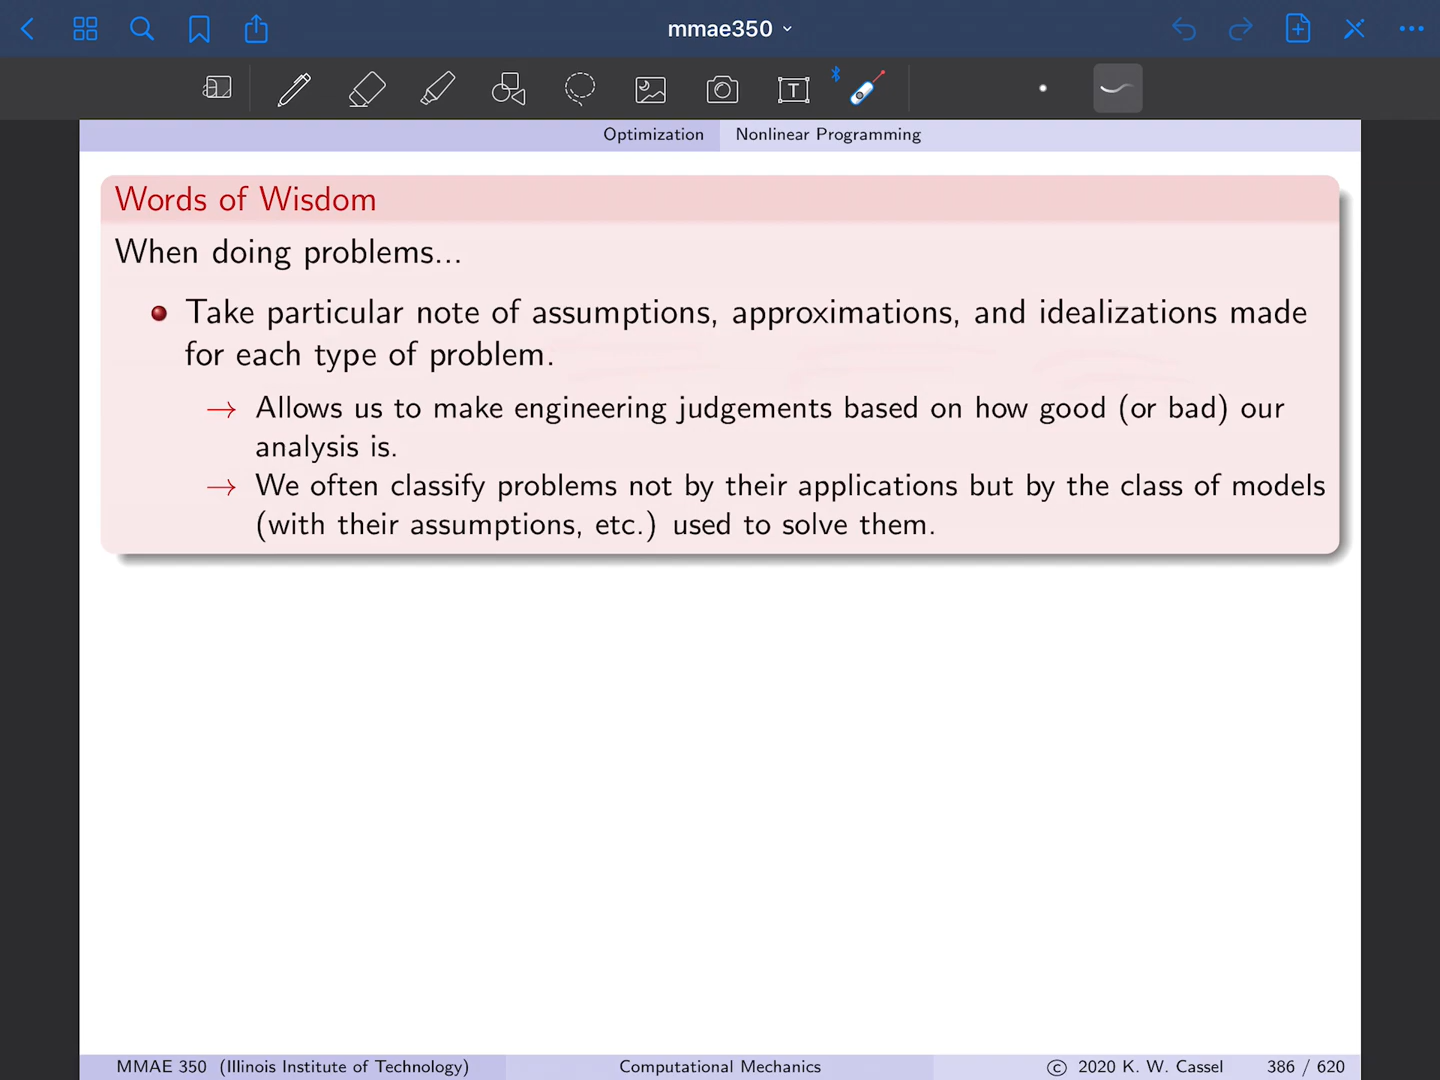 mmae350
T
Optimization Nonlinear Programming
Words of Wisdom
When doing problems...
Take particular note of assumptions, approximations, and idealizations made
for each type of problem.
→ Allows us to make engineering judgements based on how good (or bad) our
analysis is.
→ We often classify problems not by their applications but by the class of models
(with their assumptions, etc.) used to solve them.
MMAE 350 (Illinois Institute of Technology) Computational Mechanics © 2020 K. W. Cassel 386 / 620